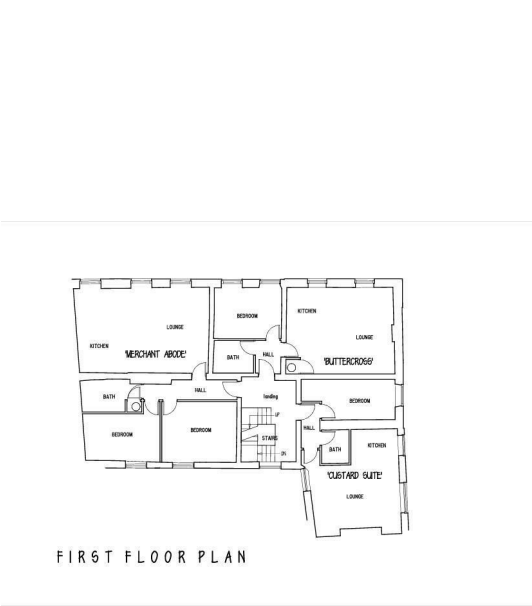 BEDROOM
KITCHEN
LOUNGE
LOUNGE
KITCHEN
'MERCHANT ABODE'
BATH
HALL
'BUTTERCROSS'
HALL
BATH
landing
BEDROOM
UP
BEDROOM
BEDROOM
STAIRS
HALL
KITCHEN
BATH
DN
'CUSTARD SUITE'
LOUNGE
FIRST FLOOR PLAN